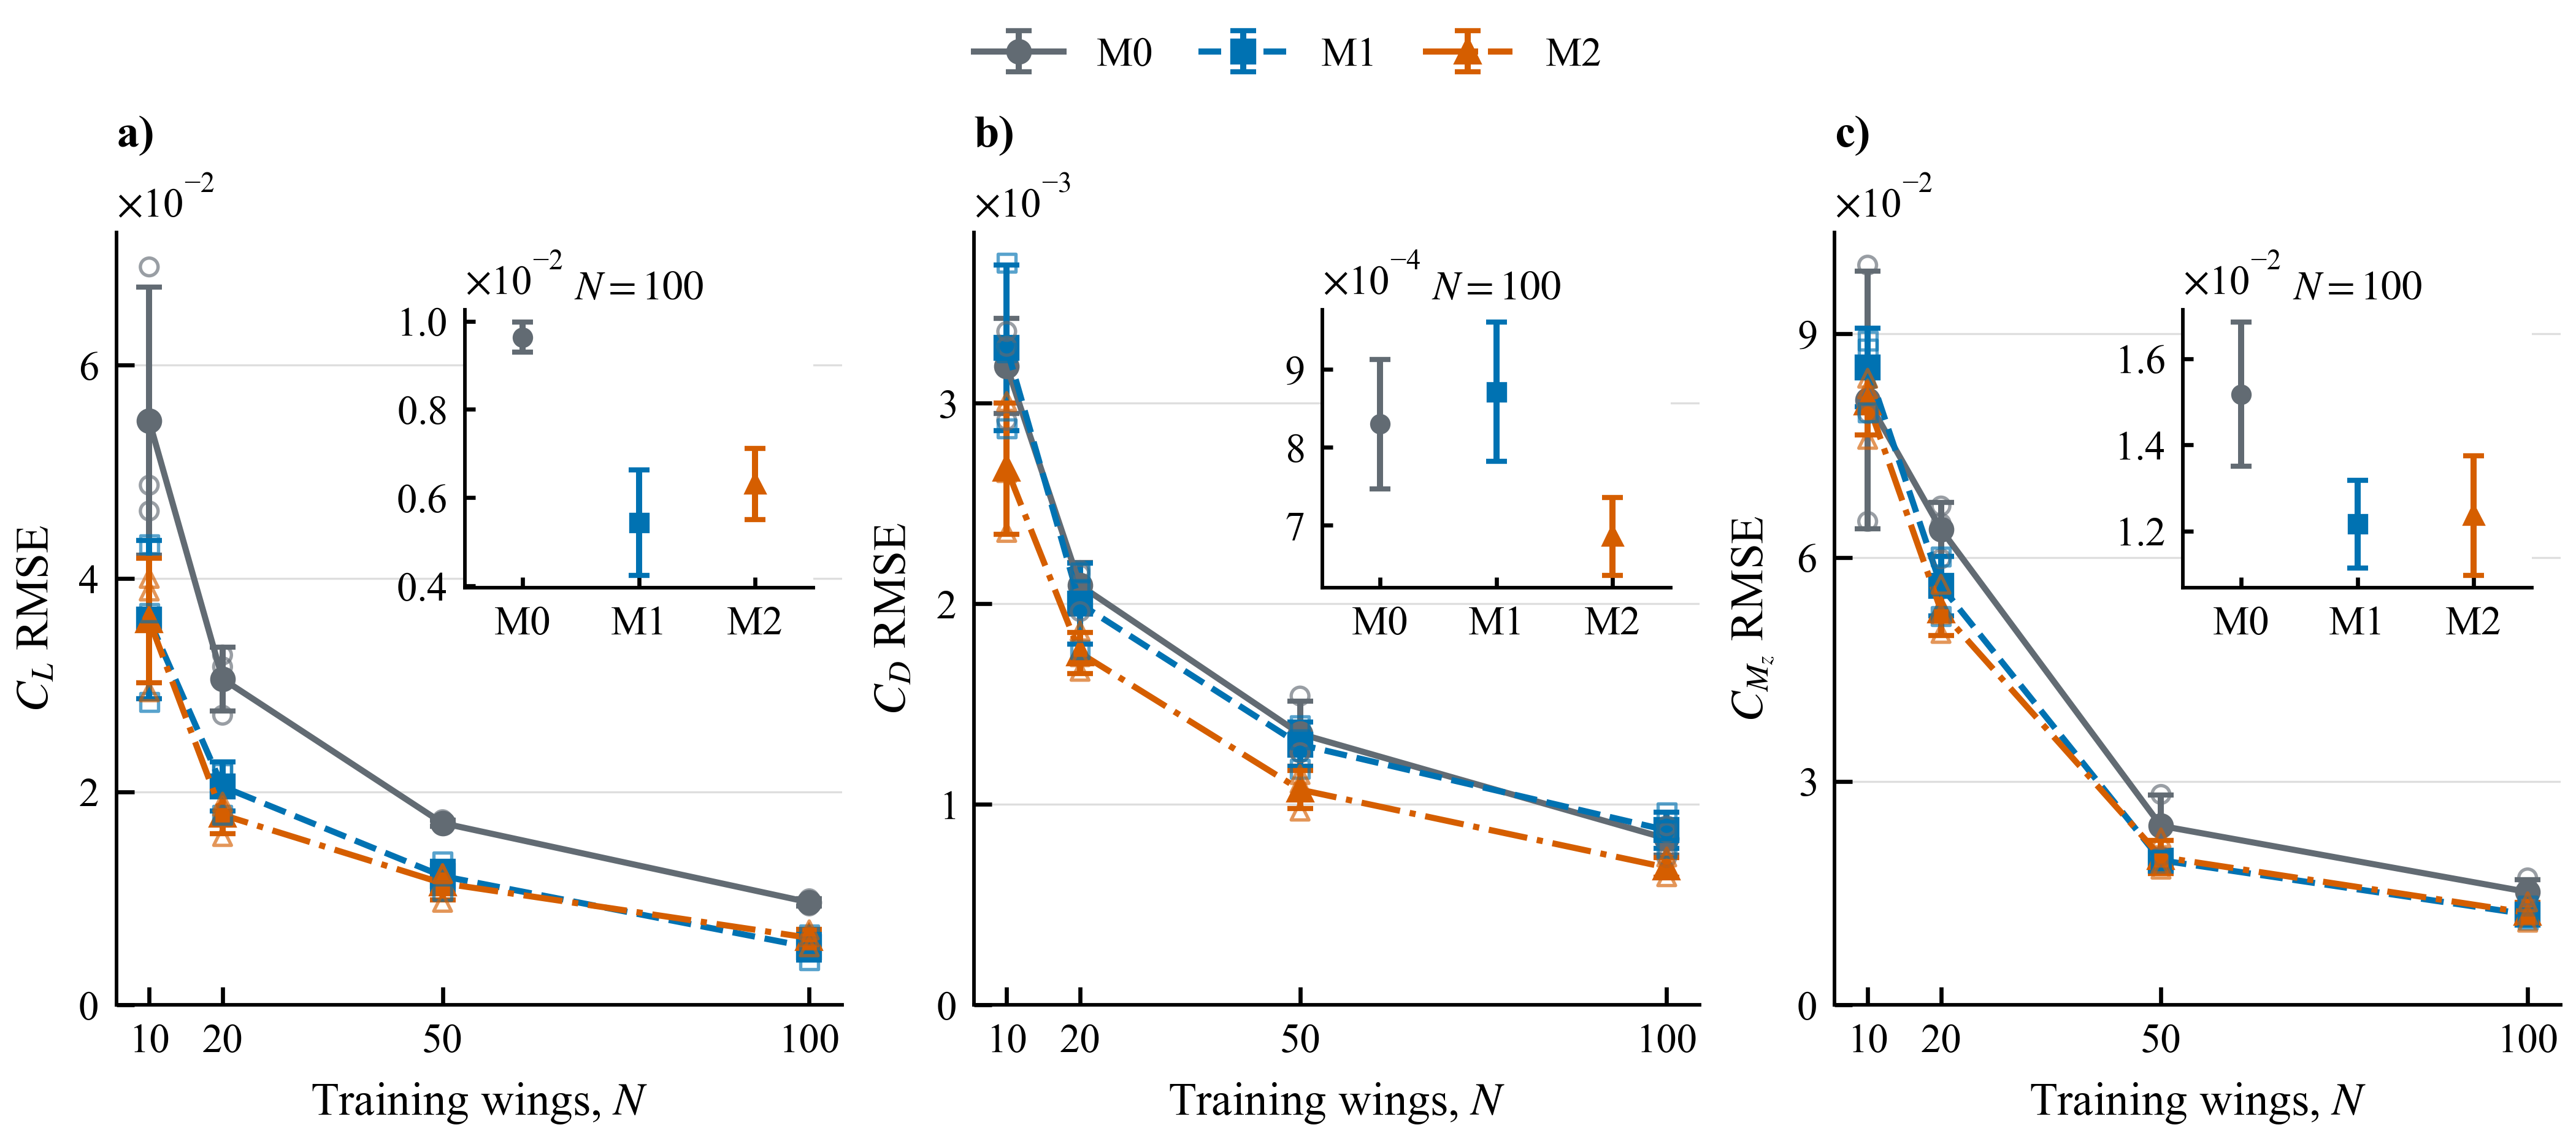 M0 M1 M2
a)
×10⁻²
C_L RMSE
6
4
2
0
10 20 50 100
Training wings, N
×10⁻² N = 100
1.0
0.8
0.6
0.4
M0 M1 M2
b)
×10⁻³
C_D RMSE
3
2
1
0
10 20 50 100
Training wings, N
×10⁻⁴ N = 100
9
8
7
M0 M1 M2
c)
×10⁻²
C_{M_z} RMSE
9
6
3
0
10 20 50 100
Training wings, N
×10⁻² N = 100
1.6
1.4
1.2
M0 M1 M2